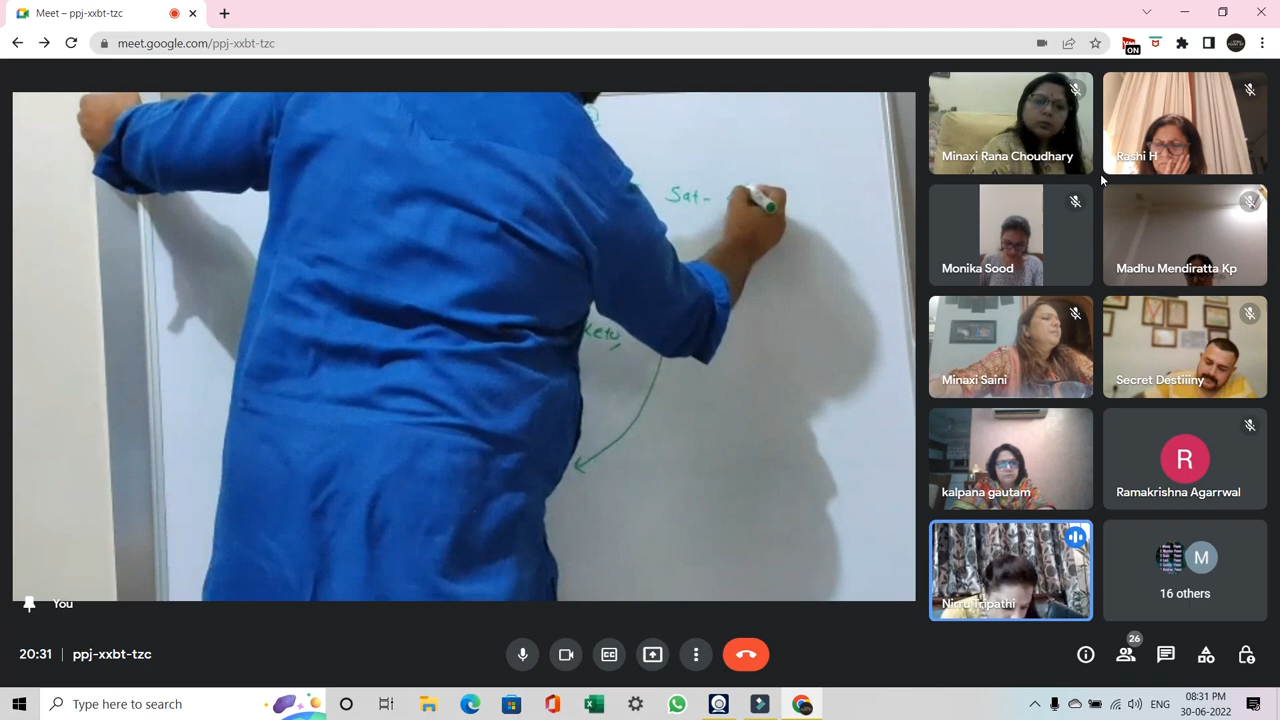 Meet – ppj-xxbt-tzc
meet.google.com/ppj-xxbt-tzc
ON
Sat-
Ketu
You
Minaxi Rana Choudhary
Rashi H
Monika Sood
Madhu Mendiratta Kp
Minaxi Saini
Secret Destiiiny
kalpana gautam
R
Ramakrishna Agarrwal
Nirru Tripathi
M
16 others
20:31 | ppj-xxbt-tzc
26
Type here to search
ENG
08:31 PM
30-06-2022